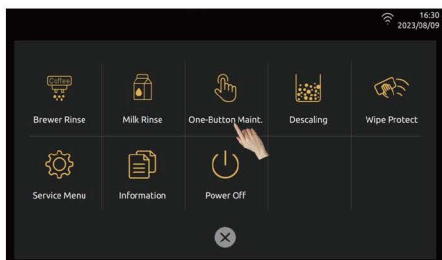 16:30
2023/08/09
Coffee
Brewer Rinse
Milk Rinse
One-Button Maint.
Descaling
Wipe Protect
Service Menu
Information
Power Off